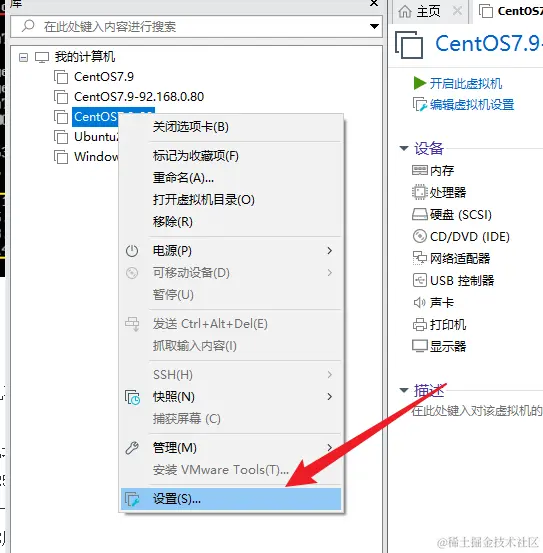 库
在此处键入内容进行搜索
我的计算机
CentOS7.9
CentOS7.9-92.168.0.80
CentOS7.9
Ubuntu
Window
关闭选项卡(B)
标记为收藏项(F)
重命名(A)...
打开虚拟机目录(O)
移除(R)
电源(P)
可移动设备(D)
暂停(U)
发送 Ctrl+Alt+Del(E)
抓取输入内容(I)
SSH(H)
快照(N)
捕获屏幕 (C)
管理(M)
安装 VMware Tools(T)...
设置(S)...
主页
CentOS7.9
CentOS7.9-
开启此虚拟机
编辑虚拟机设置
设备
内存
处理器
硬盘 (SCSI)
CD/DVD (IDE)
网络适配器
USB 控制器
声卡
打印机
显示器
描述
在此处键入对该虚拟机的
@稀土掘金技术社区